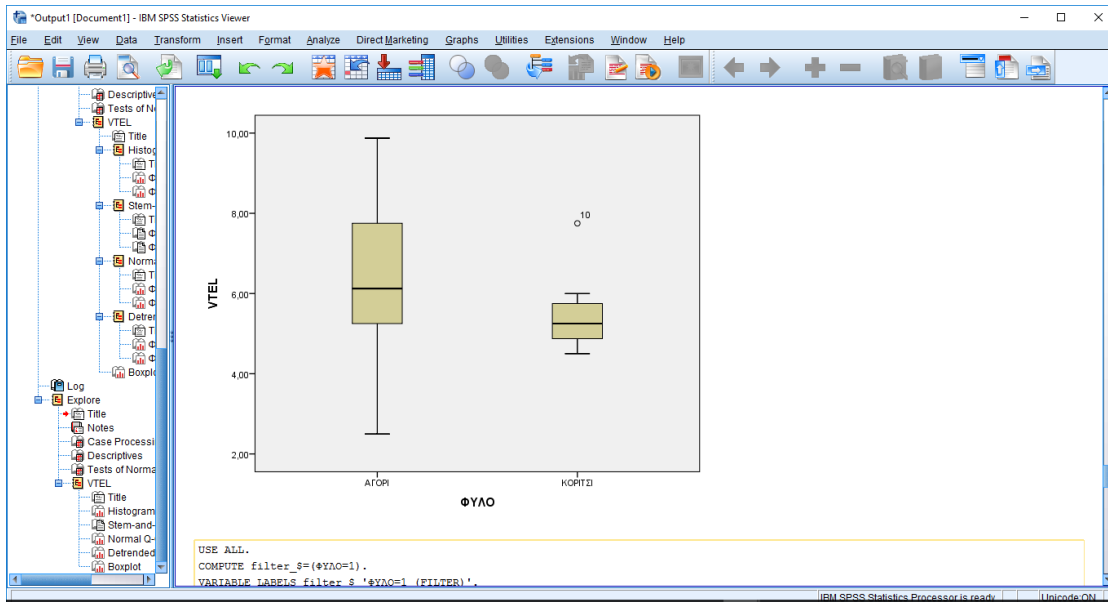 *Output1 [Document1] - IBM SPSS Statistics Viewer
File Edit View Data Transform Insert Format Analyze Direct Marketing Graphs Utilities Extensions Window Help
Descriptive
Tests of No
VTEL
Title
Histog
T
Φ
Φ
Stem-
T
Φ
Φ
Norma
T
Φ
Φ
Detrer
T
Φ
Φ
Boxplo
Log
Explore
Title
Notes
Case Processi
Descriptives
Tests of Norma
VTEL
Title
Histogram
Stem-and-
Normal Q-
Detrended
Boxplot
10,00
8,00
6,00
4,00
2,00
VTEL
10
ΑΓΟΡΙ
ΚΟΡΙΤΣΙ
ΦΥΛΟ
USE ALL.
COMPUTE filter_$=(ΦΥΛΟ=1).
VARIABLE LABELS filter_$ 'ΦΥΛΟ=1 (FILTER)'.
IBM SPSS Statistics Processor is ready
Unicode:ON